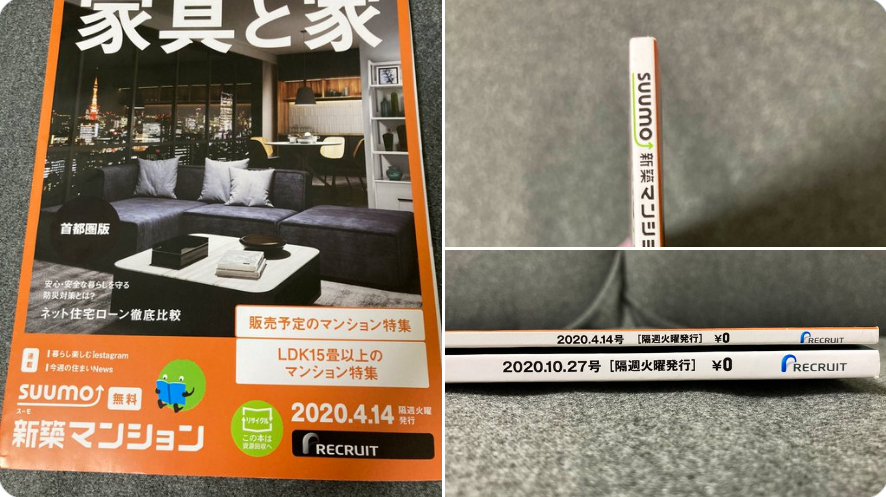 家具と家
首都圏版
安心・安全な暮らしを守る
防災対策とは?
ネット住宅ローン徹底比較
販売予定のマンション特集
LDK15畳以上の
マンション特集
連載
暮らし楽しむiestagram
今週の住まいNews
suumo
スーモ
無料
新築マンション
リサイクル
この本は
資源回収へ
2020.4.14
隔週火曜
発行
RECRUIT
suumo 新築マンショ
2020.4.14号 [隔週火曜発行] ¥0 RECRUIT
2020.10.27号 [隔週火曜発行] ¥0 RECRUIT